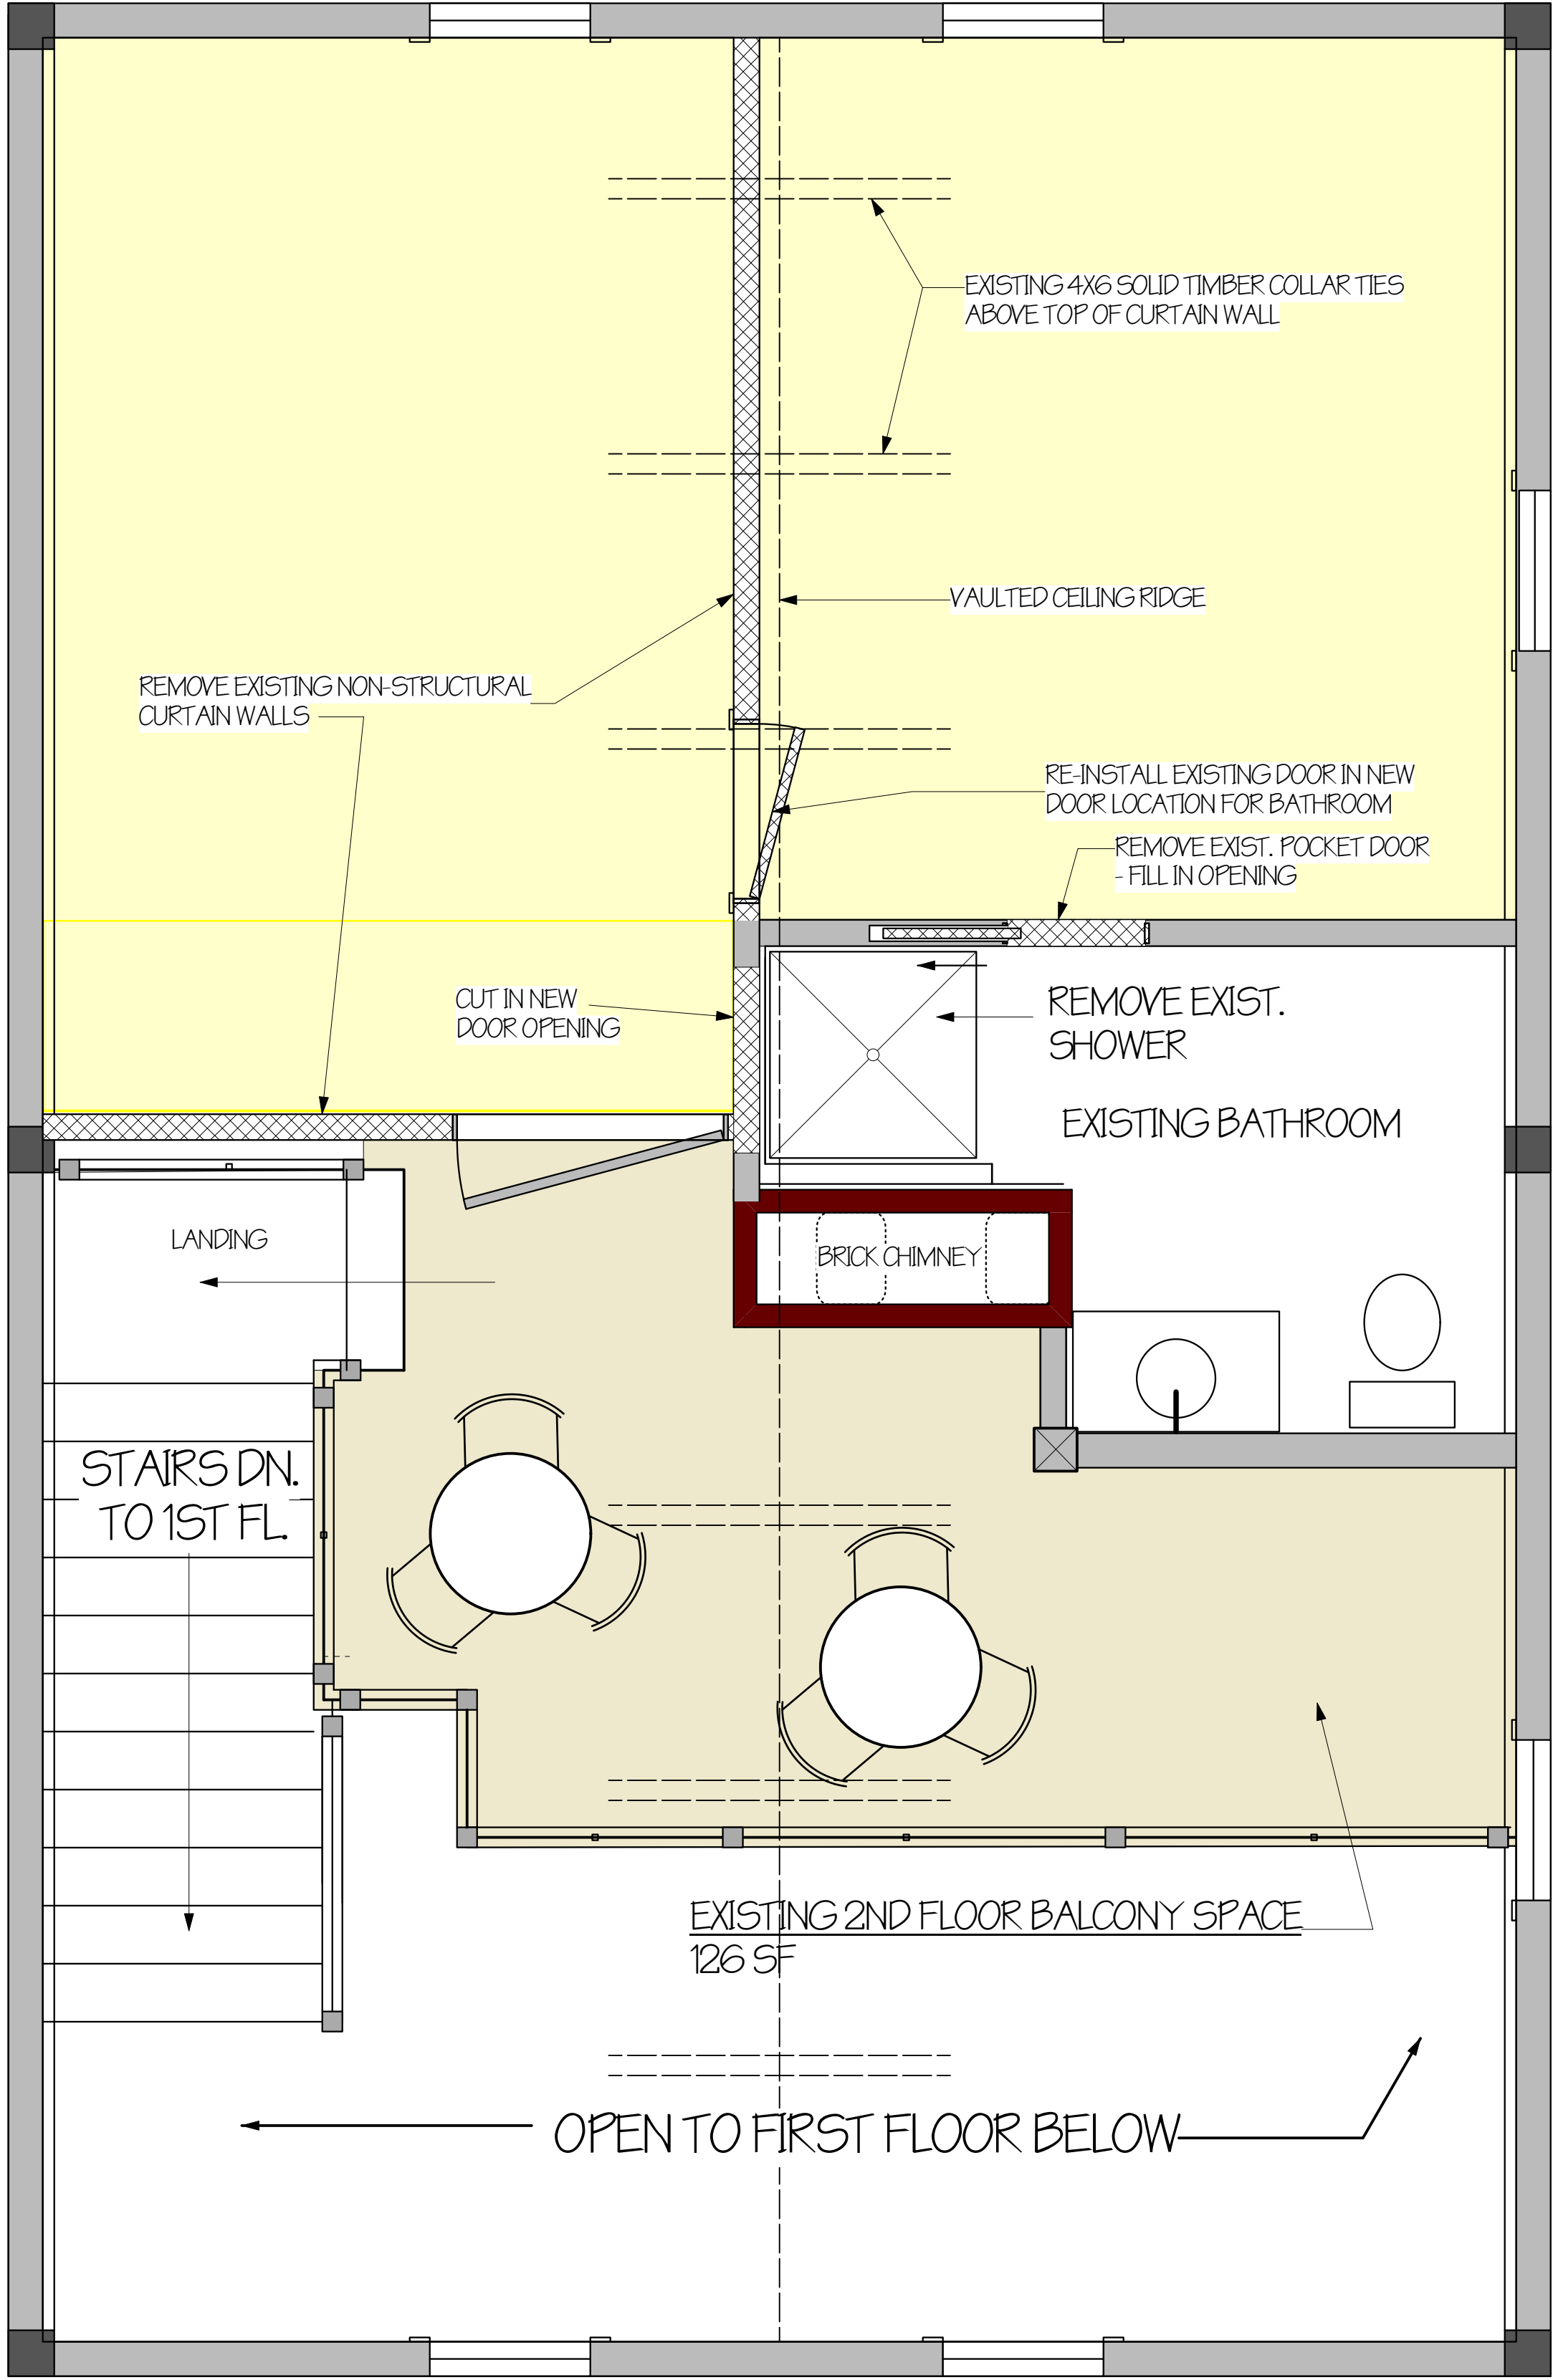 EXISTING 4X6 SOLID TIMBER COLLAR TIES
ABOVE TOP OF CURTAIN WALL
VAULTED CEILING RIDGE
REMOVE EXISTING NON-STRUCTURAL
CURTAIN WALLS
RE-INSTALL EXISTING DOOR IN NEW
DOOR LOCATION FOR BATHROOM
REMOVE EXIST. POCKET DOOR
- FILL IN OPENING
CUT IN NEW
DOOR OPENING
REMOVE EXIST.
SHOWER
EXISTING BATHROOM
LANDING
BRICK CHIMNEY
STAIRS DN.
TO 1ST FL.
EXISTING 2ND FLOOR BALCONY SPACE
126 SF
OPEN TO FIRST FLOOR BELOW